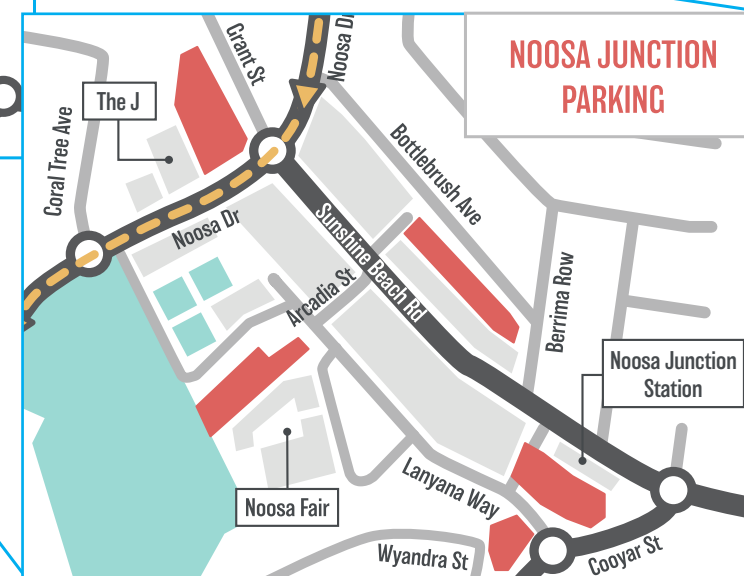 NOOSA JUNCTION
PARKING
Grant St
Noosa Dr
The J
Coral Tree Ave
Bottlebrush Ave
Noosa Dr
Sunshine Beach Rd
Arcadia St
Berrima Row
Noosa Junction
Station
Lanyana Way
Noosa Fair
Wyandra St
Cooyar St